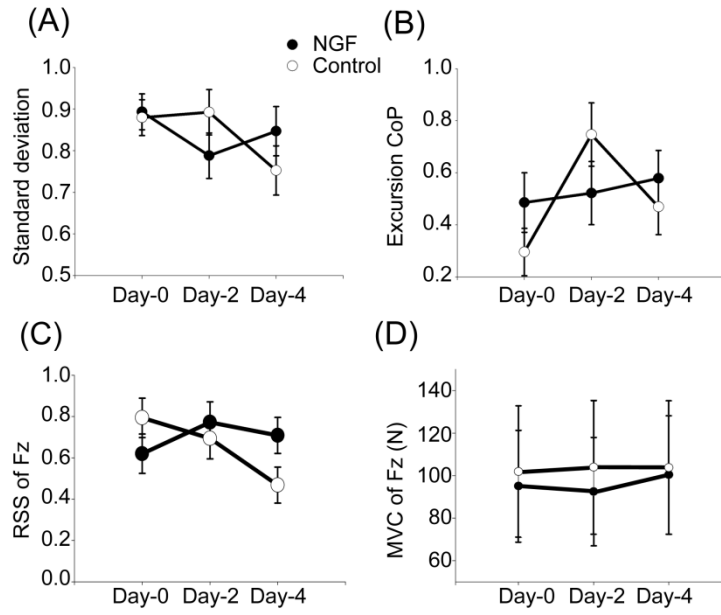 (A)
NGF
Control
Standard deviation
1.0
0.9
0.8
0.7
0.6
0.5
Day-0 Day-2 Day-4
(B)
Excursion CoP
1.0
0.8
0.6
0.4
0.2
Day-0 Day-2 Day-4
(C)
RSS of Fz
1.0
0.8
0.6
0.4
0.2
0.0
Day-0 Day-2 Day-4
(D)
MVC of Fz (N)
140
120
100
80
60
Day-0 Day-2 Day-4